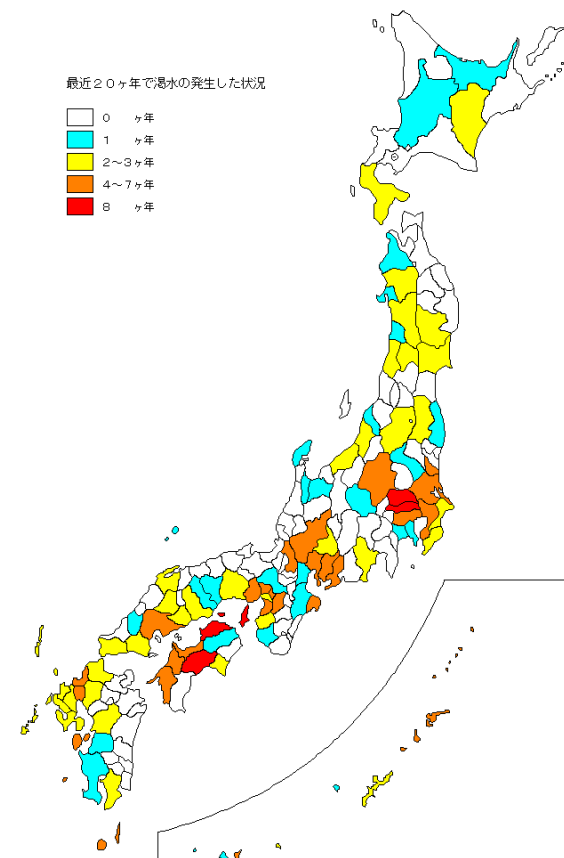 最近２０ヶ年で渇水の発生した状況
０　　ヶ年
１　　ヶ年
２～３ヶ年
４～７ヶ年
８　　ヶ年